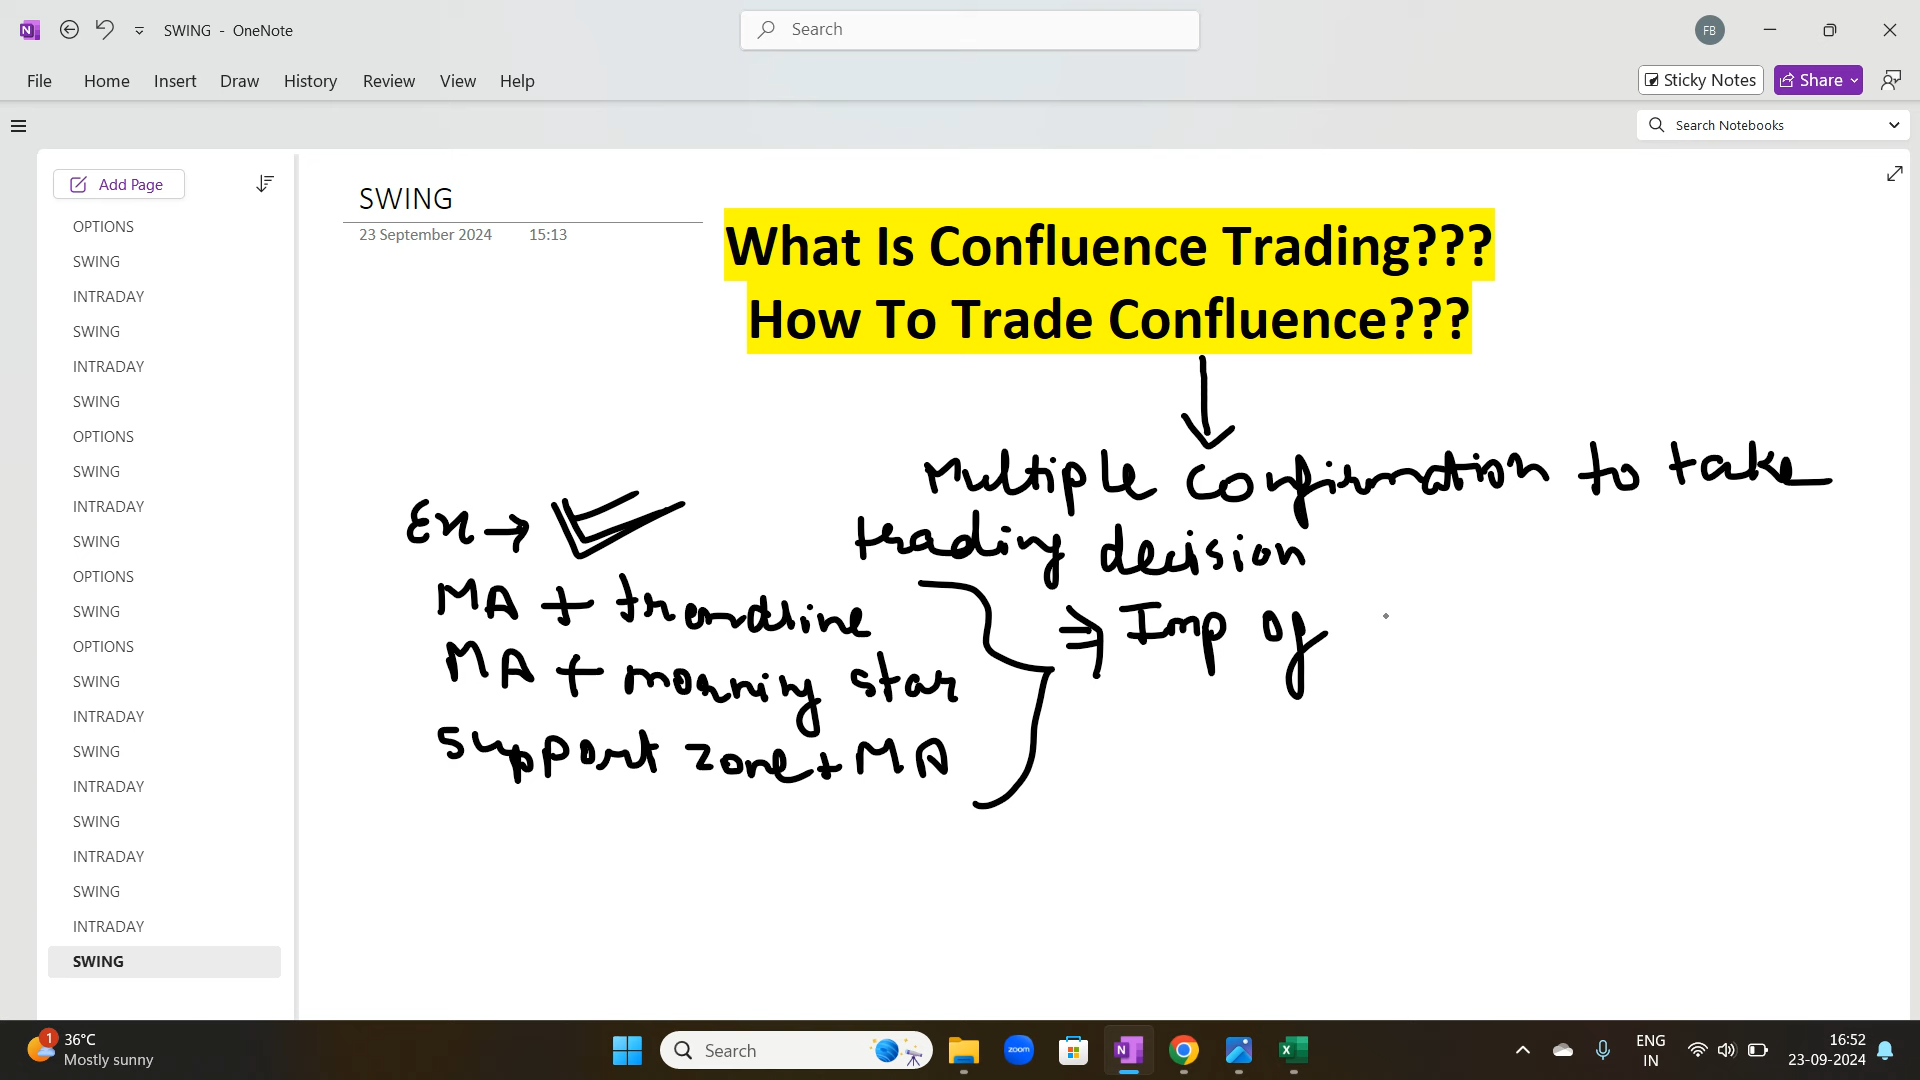 SWING - OneNote
Search
FB
File Home Insert Draw History Review View Help
Sticky Notes
Share
Search Notebooks
Add Page
OPTIONS
SWING
INTRADAY
SWING
INTRADAY
SWING
OPTIONS
SWING
INTRADAY
SWING
OPTIONS
SWING
OPTIONS
SWING
INTRADAY
SWING
INTRADAY
SWING
INTRADAY
SWING
INTRADAY
SWING
SWING
23 September 2024 15:13
What Is Confluence Trading???
How To Trade Confluence???
Multiple confirmation to take
trading decision
Ex →
MA + trendline
MA + morning star
Support zone + MA
⇒ Imp of
1
36°C
Mostly sunny
Search
zoom
ENG
IN
16:52
23-09-2024